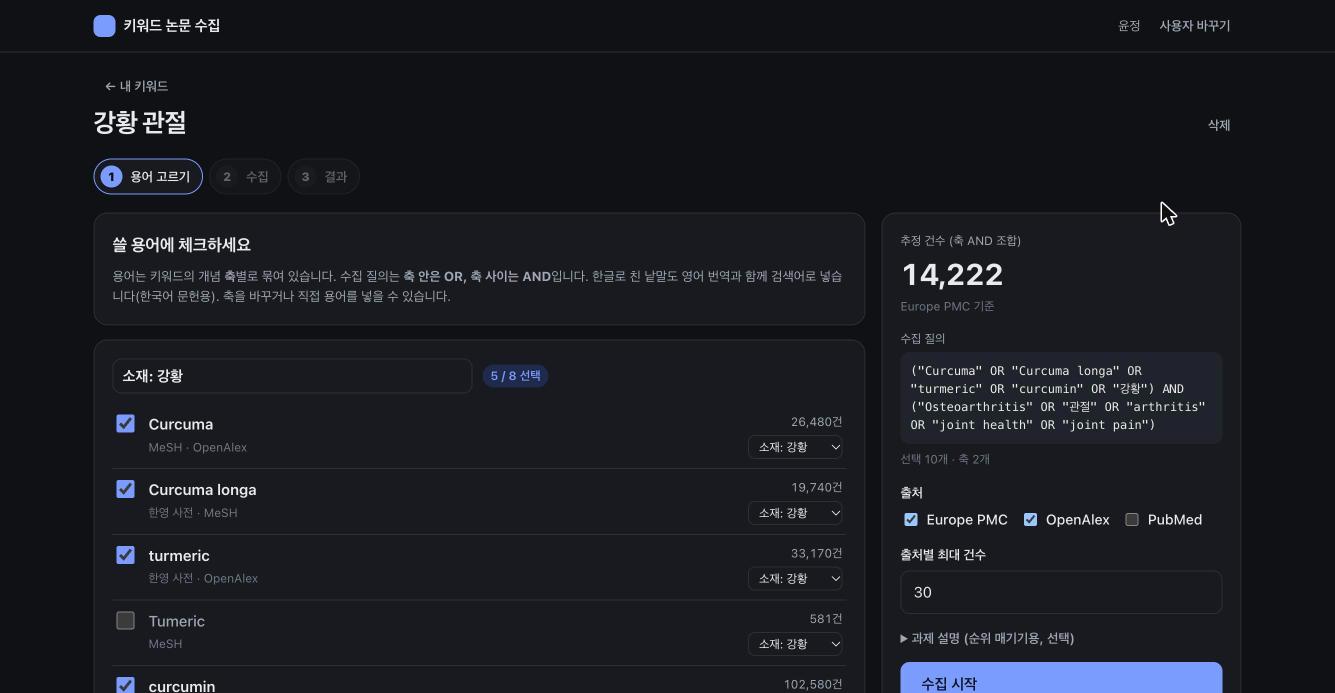 키워드 논문 수집
윤정 사용자 바꾸기
← 내 키워드
강황 관절
삭제
1 용어 고르기 2 수집 3 결과
쓸 용어에 체크하세요
용어는 키워드의 개념 축별로 묶여 있습니다. 수집 질의는 축 안은 OR, 축 사이는 AND입니다. 한글로 친 낱말도 영어 번역과 함께 검색어로 넣습
니다(한국어 문헌용). 축을 바꾸거나 직접 용어를 넣을 수 있습니다.
소재: 강황 5 / 8 선택
Curcuma 26,480건
MeSH · OpenAlex 소재: 강황
Curcuma longa 19,740건
한영 사전 · MeSH 소재: 강황
turmeric 33,170건
한영 사전 · OpenAlex 소재: 강황
Tumeric 581건
MeSH 소재: 강황
curcumin 102,580건
추정 건수 (축 AND 조합)
14,222
Europe PMC 기준
수집 질의
("Curcuma" OR "Curcuma longa" OR
"turmeric" OR "curcumin" OR "강황") AND
("Osteoarthritis" OR "관절" OR "arthritis"
OR "joint health" OR "joint pain")
선택 10개 · 축 2개
출처
Europe PMC OpenAlex PubMed
출처별 최대 건수
30
▶ 과제 설명 (순위 매기기용, 선택)
수집 시작